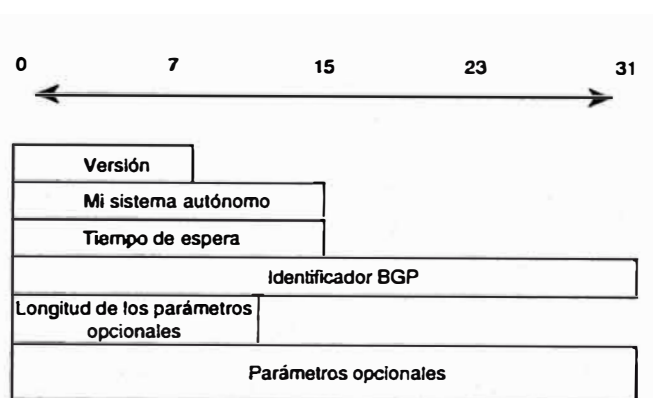 0 7 15 23 31
Versión
Mi sistema autónomo
Tiempo de espera
Identificador BGP
Longitud de los parámetros
opcionales
Parámetros opcionales